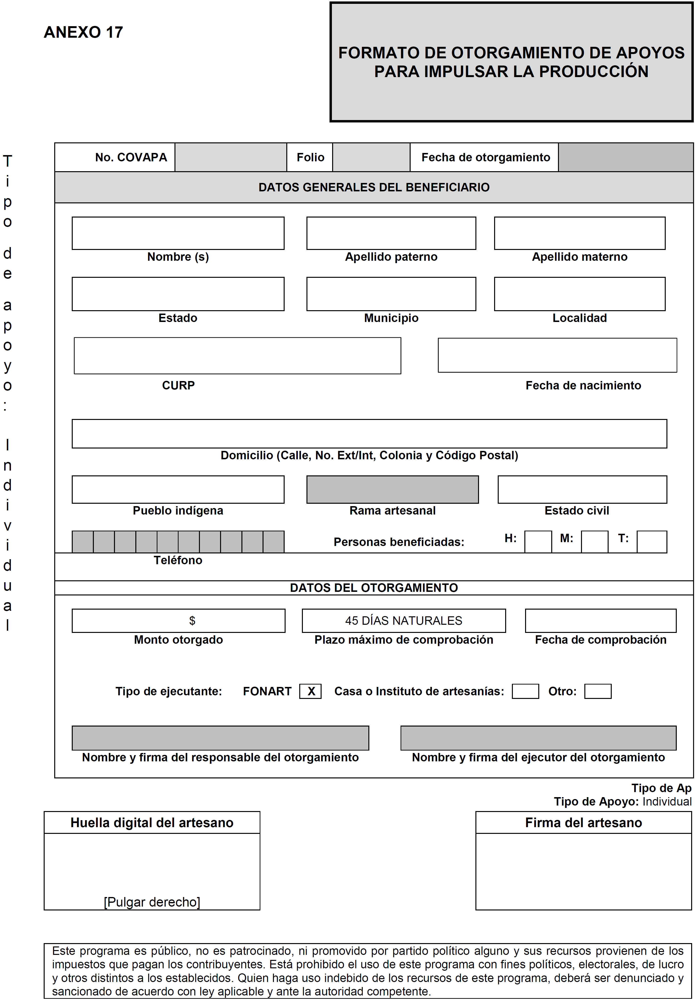 ANEXO 17
FORMATO DE OTORGAMIENTO DE APOYOS
PARA IMPULSAR LA PRODUCCIÓN
Tipo de apoyo: Individual
No. COVAPA Folio Fecha de otorgamiento
DATOS GENERALES DEL BENEFICIARIO
Nombre (s) Apellido paterno Apellido materno
Estado Municipio Localidad
CURP Fecha de nacimiento
Domicilio (Calle, No. Ext/Int, Colonia y Código Postal)
Pueblo indígena Rama artesanal Estado civil
Personas beneficiadas: H: M: T:
Teléfono
DATOS DEL OTORGAMIENTO
$ 45 DÍAS NATURALES
Monto otorgado Plazo máximo de comprobación Fecha de comprobación
Tipo de ejecutante: FONART X Casa o Instituto de artesanías: Otro:
Nombre y firma del responsable del otorgamiento Nombre y firma del ejecutor del otorgamiento
Tipo de Ap
Tipo de Apoyo: Individual
Huella digital del artesano Firma del artesano
[Pulgar derecho]
Este programa es público, no es patrocinado, ni promovido por partido político alguno y sus recursos provienen de los
impuestos que pagan los contribuyentes. Está prohibido el uso de este programa con fines políticos, electorales, de lucro
y otros distintos a los establecidos. Quien haga uso indebido de los recursos de este programa, deberá ser denunciado y
sancionado de acuerdo con ley aplicable y ante la autoridad competente.